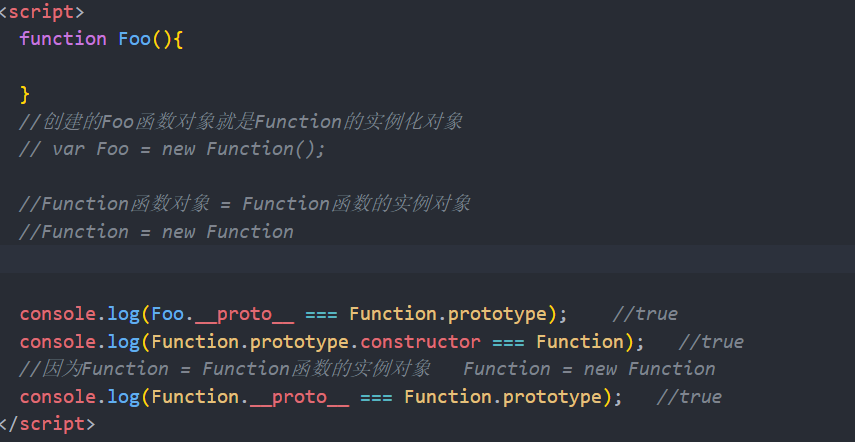 <script>
function Foo(){
}
//创建的Foo函数对象就是Function的实例化对象
// var Foo = new Function();
//Function函数对象 = Function函数的实例对象
//Function = new Function
console.log(Foo.__proto__ === Function.prototype);    //true
console.log(Function.prototype.constructor === Function);   //true
//因为Function = Function函数的实例对象   Function = new Function
console.log(Function.__proto__ === Function.prototype);   //true
</script>